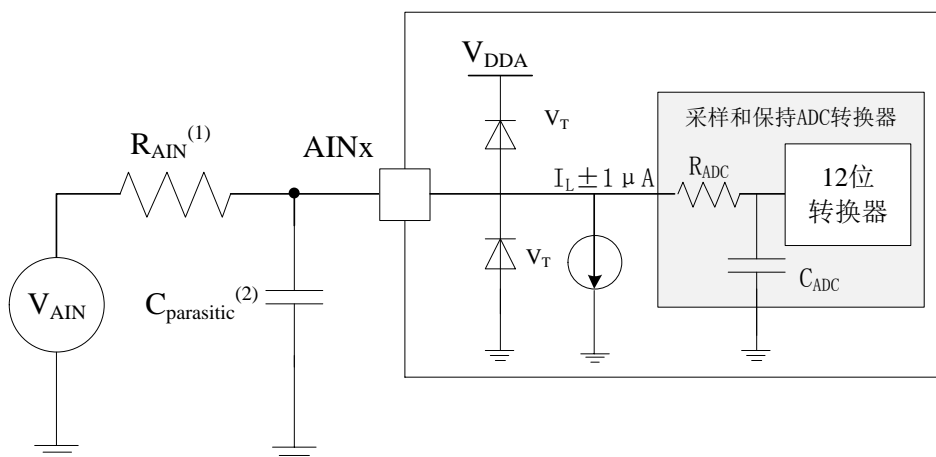 V_DDA
V_T
采样和保持ADC转换器
R_AIN^(1)
AINx
I_L±1μA
R_ADC
12位
转换器
V_T
C_ADC
V_AIN
C_parasitic^(2)